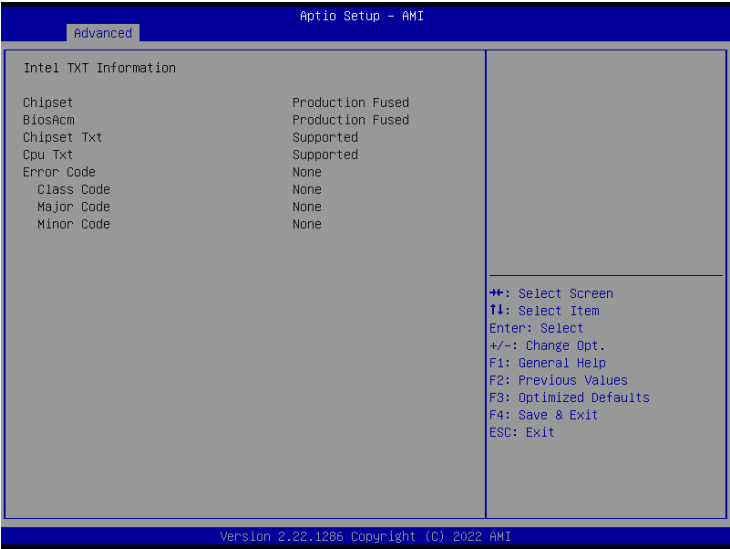 Aptio Setup – AMI
Advanced
Intel TXT Information
Chipset Production Fused
BiosAcm Production Fused
Chipset Txt Supported
Cpu Txt Supported
Error Code None
Class Code None
Major Code None
Minor Code None
→←: Select Screen
↑↓: Select Item
Enter: Select
+/-: Change Opt.
F1: General Help
F2: Previous Values
F3: Optimized Defaults
F4: Save & Exit
ESC: Exit
Version 2.22.1286 Copyright (C) 2022 AMI